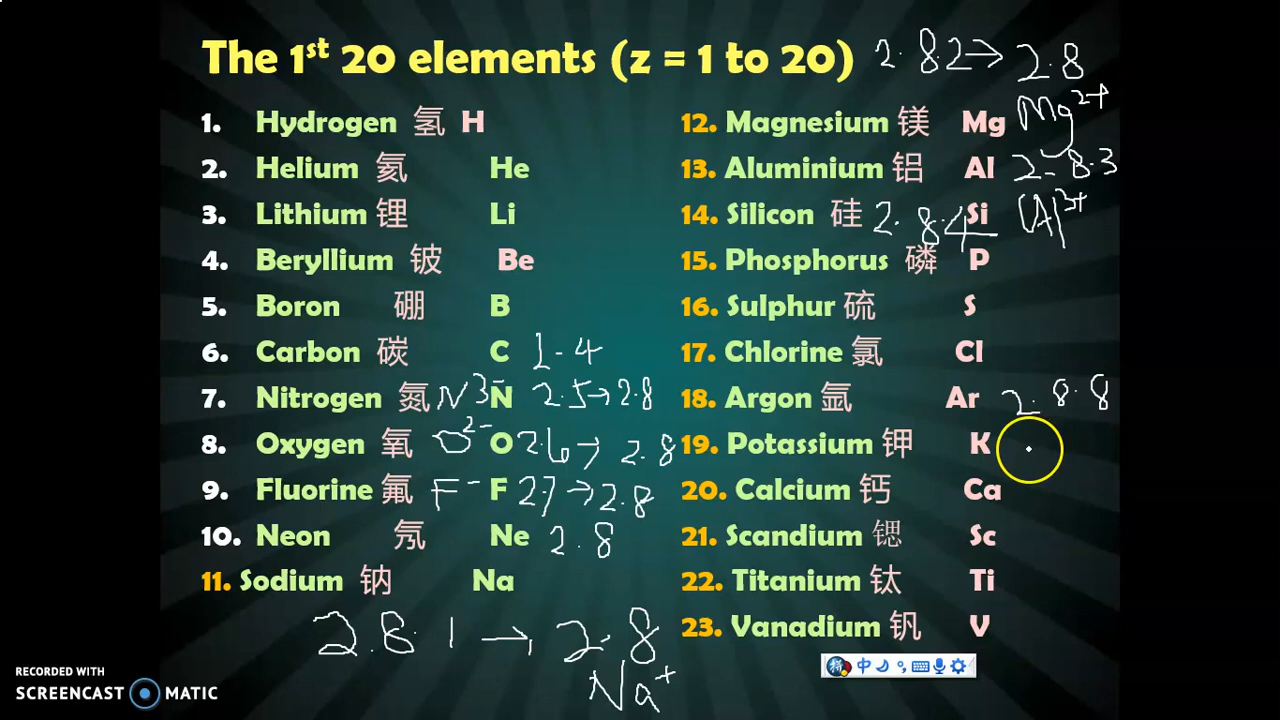 The 1st 20 elements (z = 1 to 20) 2.8.2→ 2.8
1. Hydrogen 氢 H
2. Helium 氦 He
3. Lithium 锂 Li
4. Beryllium 铍 Be
5. Boron 硼 B
6. Carbon 碳 C 2.4
7. Nitrogen 氮 N3- N 2.5→2.8
8. Oxygen 氧 O2- O 2.6→ 2.8
9. Fluorine 氟 F- F 2.7→2.8
10. Neon 氖 Ne 2.8
11. Sodium 钠 Na
2.8.1→ 2.8
Na+
12. Magnesium 镁 Mg Mg2+
13. Aluminium 铝 Al 2.8.3
14. Silicon 硅 2.8.4 Si Al3+
15. Phosphorus 磷 P
16. Sulphur 硫 S
17. Chlorine 氯 Cl
18. Argon 氩 Ar 2.8.8
19. Potassium 钾 K
20. Calcium 钙 Ca
21. Scandium 锶 Sc
22. Titanium 钛 Ti
23. Vanadium 钒 V
中
RECORDED WITH
SCREENCAST MATIC